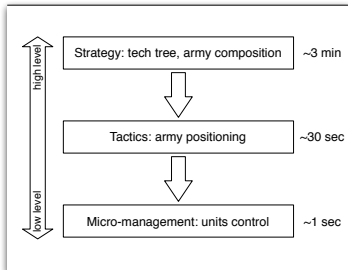 high level
Strategy: tech tree, army composition
~3 min
Tactics: army positioning
~30 sec
low level
Micro-management: units control
~1 sec